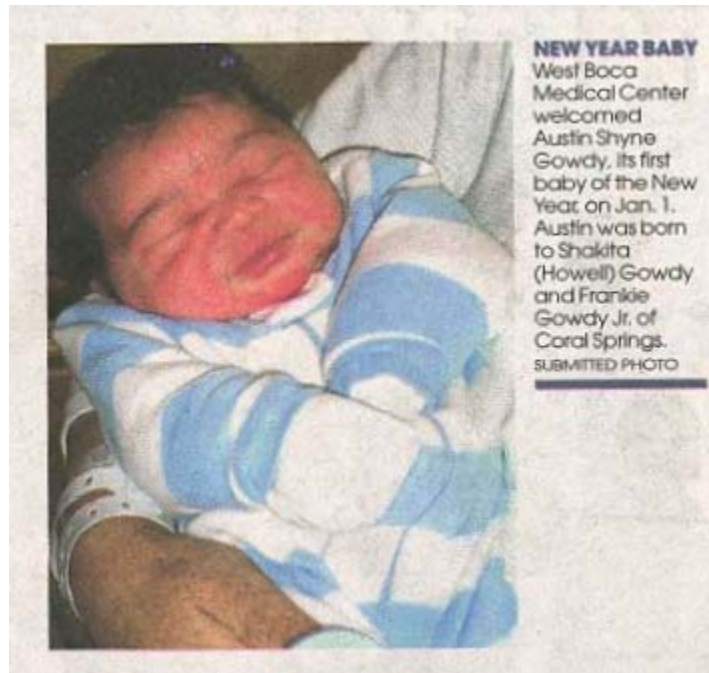 NEW YEAR BABY
West Boca
Medical Center
welcomed
Austin Shyne
Gowdy, its first
baby of the New
Year, on Jan. 1.
Austin was born
to Shakita
(Howell) Gowdy
and Frankie
Gowdy Jr. of
Coral Springs.
SUBMITTED PHOTO